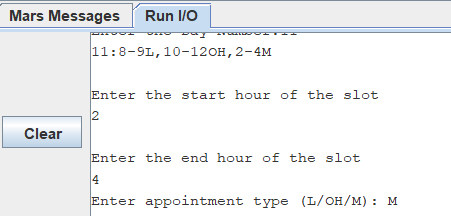 Mars Messages
Run I/O
11:8-9L,10-12OH,2-4M
Enter the start hour of the slot
2
Clear
Enter the end hour of the slot
4
Enter appointment type (L/OH/M): M